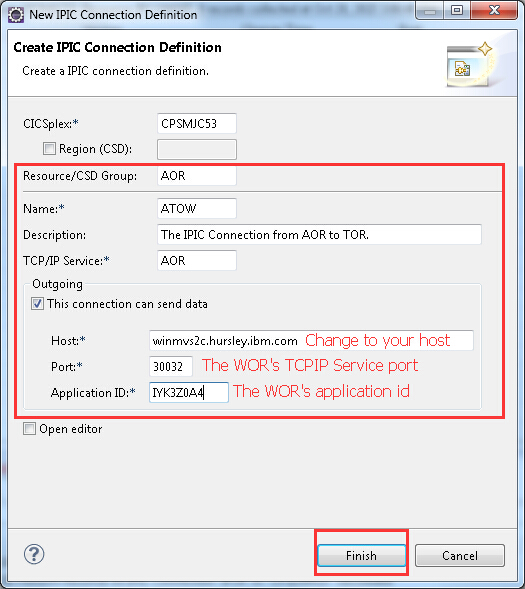 New IPIC Connection Definition
Create IPIC Connection Definition
Create a IPIC connection definition.
CICSplex:* CPSMJC53
Region (CSD):
Resource/CSD Group: AOR
Name:* ATOW
Description: The IPIC Connection from AOR to TOR.
TCP/IP Service:* AOR
Outgoing
This connection can send data
Host:* winmvs2c.hursley.ibm.com Change to your host
Port:* 30032 The WOR's TCPIP Service port
Application ID:* IYK3Z0A4 The WOR's application id
Open editor
? Finish Cancel